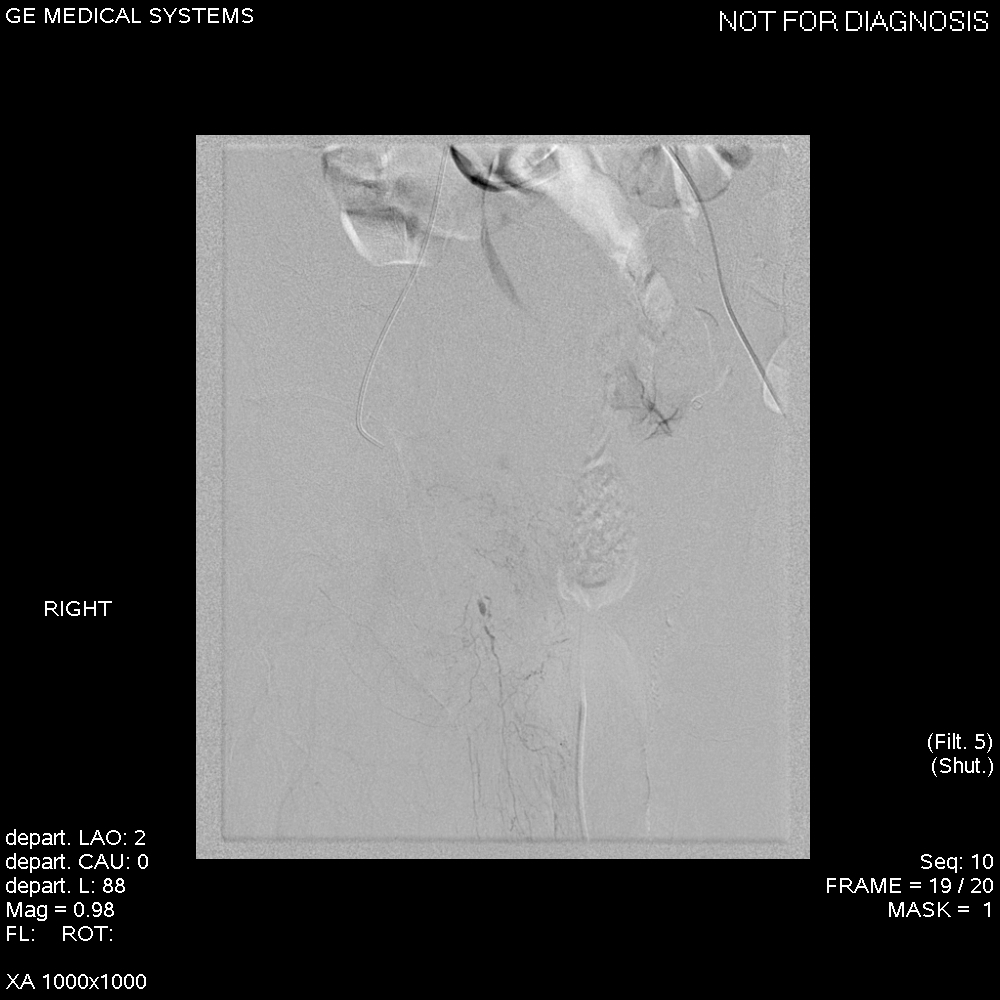 GE MEDICAL SYSTEMS
NOT FOR DIAGNOSIS
RIGHT
(Filt. 5)
(Shut.)
depart. LAO: 2
depart. CAU: 0
depart. L: 88
Mag = 0.98
FL: ROT:
Seq: 10
FRAME = 19 / 20
MASK = 1
XA 1000x1000